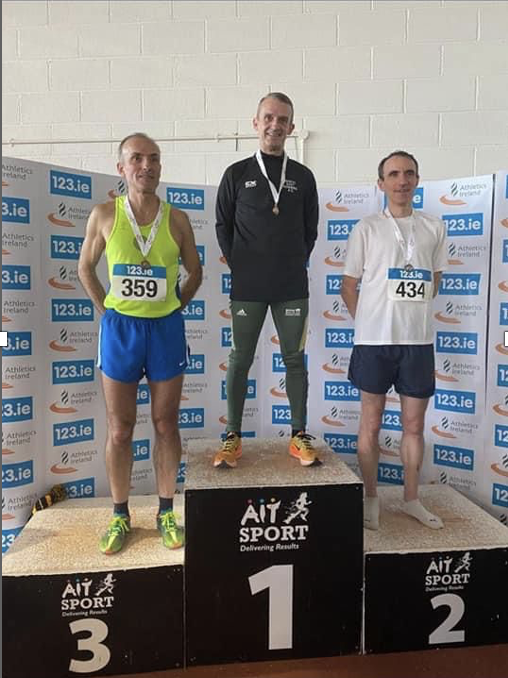 123.ie
Athletics
Ireland
123.ie
359
123.ie
434
adidas
AIT
SPORT
Delivering Results
1
AIT
SPORT
Delivering Results
3
AIT
SPORT
Delivering Results
2